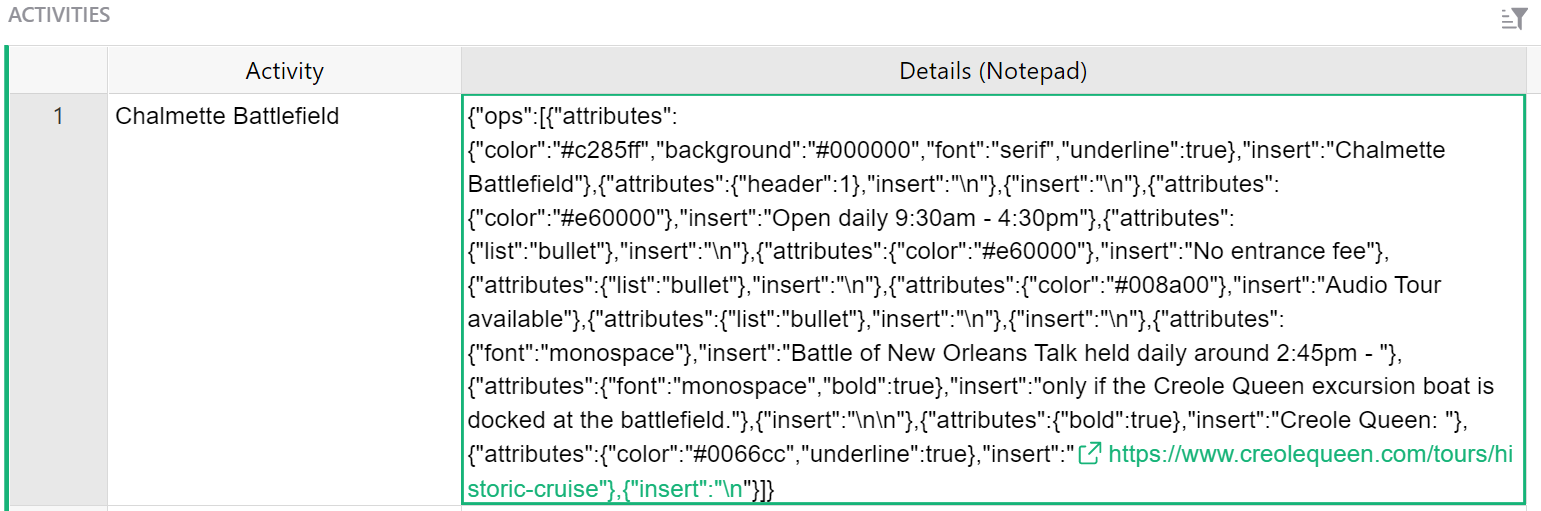 ACTIVITIES
Activity Details (Notepad)
1 Chalmette Battlefield {"ops":[{"attributes":
{"color":"#c285ff","background":"#000000","font":"serif","underline":true},"insert":"Chalmette
Battlefield"},{"attributes":{"header":1},"insert":"\n"},{"insert":"\n"},{"attributes":
{"color":"#e60000"},"insert":"Open daily 9:30am - 4:30pm"},{"attributes":
{"list":"bullet"},"insert":"\n"},{"attributes":{"color":"#e60000"},"insert":"No entrance fee"},
{"attributes":{"list":"bullet"},"insert":"\n"},{"attributes":{"color":"#008a00"},"insert":"Audio Tour
available"},{"attributes":{"list":"bullet"},"insert":"\n"},{"insert":"\n"},{"attributes":
{"font":"monospace"},"insert":"Battle of New Orleans Talk held daily around 2:45pm - "},
{"attributes":{"font":"monospace","bold":true},"insert":"only if the Creole Queen excursion boat is
docked at the battlefield."},{"insert":"\n\n"},{"attributes":{"bold":true},"insert":"Creole Queen: "},
{"attributes":{"color":"#0066cc","underline":true},"insert":"https://www.creolequeen.com/tours/hi
storic-cruise"},{"insert":"\n"}]}